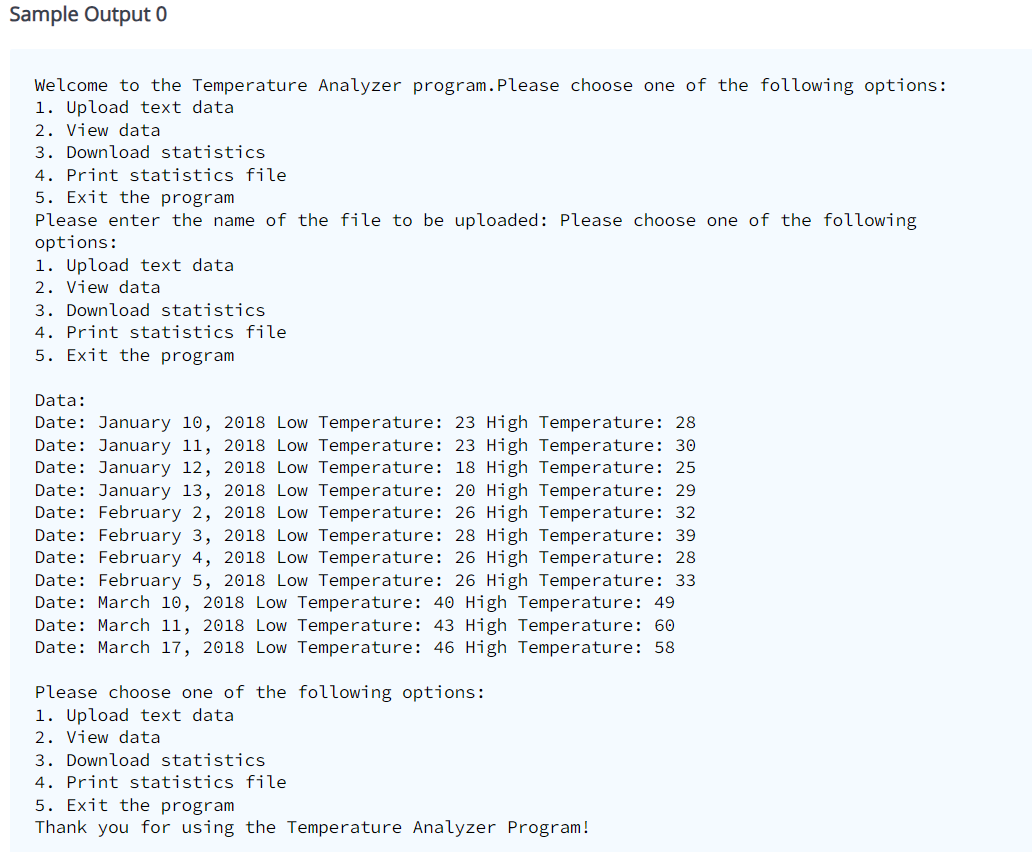 Sample Output 0
Welcome to the Temperature Analyzer program.Please choose one of the following options:
1. Upload text data
2. View data
3. Download statistics
4. Print statistics file
5. Exit the program
Please enter the name of the file to be uploaded: Please choose one of the following
options:
1. Upload text data
2. View data
3. Download statistics
4. Print statistics file
5. Exit the program
Data:
Date: January 10, 2018 Low Temperature: 23 High Temperature: 28
Date: January 11, 2018 Low Temperature: 23 High Temperature: 30
Date: January 12, 2018 Low Temperature: 18 High Temperature: 25
Date: January 13, 2018 Low Temperature: 20 High Temperature: 29
Date: February 2, 2018 Low Temperature: 26 High Temperature: 32
Date: February 3, 2018 Low Temperature: 28 High Temperature: 39
Date: February 4, 2018 Low Temperature: 26 High Temperature: 28
Date: February 5, 2018 Low Temperature: 26 High Temperature: 33
Date: March 10, 2018 Low Temperature: 40 High Temperature: 49
Date: March 11, 2018 Low Temperature: 43 High Temperature: 60
Date: March 17, 2018 Low Temperature: 46 High Temperature: 58
Please choose one of the following options:
1. Upload text data
2. View data
3. Download statistics
4. Print statistics file
5. Exit the program
Thank you for using the Temperature Analyzer Program!